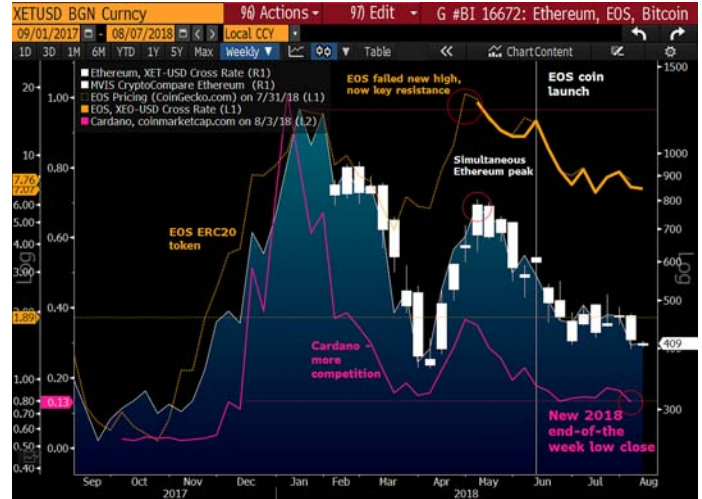 XETUSD BGN Curncy 96) Actions 97) Edit G #BI 16672: Ethereum, EOS, Bitcoin
09/01/2017 - 08/07/2018 Local CCY
1D 3D 1M 6M YTD 1Y 5Y Max Weekly Table « Chart Content
Ethereum, XET-USD Cross Rate (R1)
MVIS CryptoCompare Ethereum (R1)
EOS Pricing (CoinGecko.com) on 7/31/18 (L1)
EOS, XEO-USD Cross Rate (L1)
Cardano, coinmarketcap.com on 8/3/18 (L2)
EOS failed new high,
now key resistance
EOS coin
launch
Simultaneous
Ethereum peak
EOS ERC20
token
Cardano -
more
competition
New 2018
end-of-the
week low close
20
10
7.76
7.07
6.00
5.00
4.00
3.00
1.89
1.00
0.80
0.70
0.60
0.50
0.40
Log
1.00
0.80
0.60
0.40
0.20
0.13
0.00
1500
1000
900
800
700
600
500
409
300
Log
Sep Oct Nov Dec Jan Feb Mar Apr May Jun Jul Aug
2017 2018